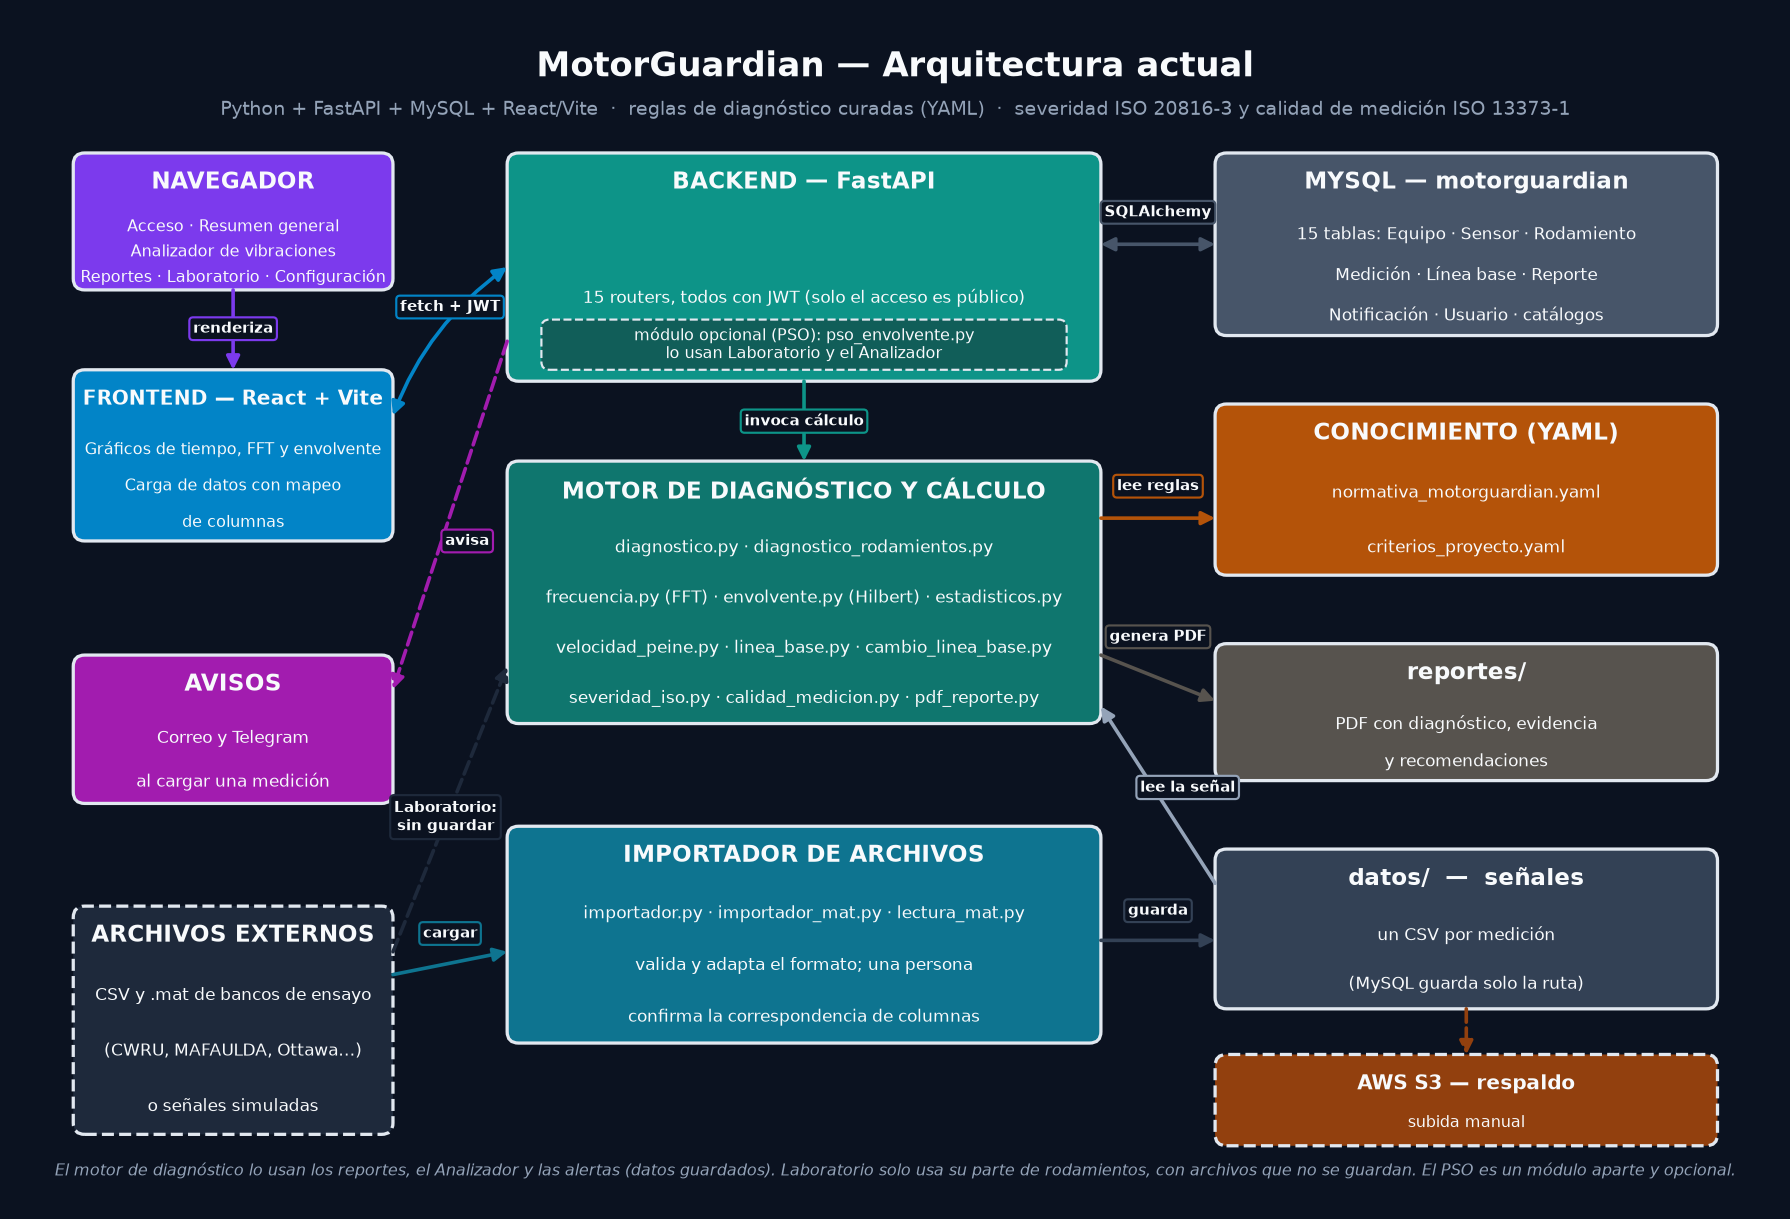 MotorGuardian — Arquitectura actual
Python + FastAPI + MySQL + React/Vite · reglas de diagnóstico curadas (YAML) · severidad ISO 20816-3 y calidad de medición ISO 13373-1
NAVEGADOR
Acceso · Resumen general
Analizador de vibraciones
Reportes · Laboratorio · Configuración
renderiza
FRONTEND — React + Vite
Gráficos de tiempo, FFT y envolvente
Carga de datos con mapeo
de columnas
fetch + JWT
BACKEND — FastAPI
15 routers, todos con JWT (solo el acceso es público)
módulo opcional (PSO): pso_envolvente.py
lo usan Laboratorio y el Analizador
SQLAlchemy
MYSQL — motorguardian
15 tablas: Equipo · Sensor · Rodamiento
Medición · Línea base · Reporte
Notificación · Usuario · catálogos
invoca cálculo
MOTOR DE DIAGNÓSTICO Y CÁLCULO
diagnostico.py · diagnostico_rodamientos.py
frecuencia.py (FFT) · envolvente.py (Hilbert) · estadisticos.py
velocidad_peine.py · linea_base.py · cambio_linea_base.py
severidad_iso.py · calidad_medicion.py · pdf_reporte.py
lee reglas
CONOCIMIENTO (YAML)
normativa_motorguardian.yaml
criterios_proyecto.yaml
avisa
AVISOS
Correo y Telegram
al cargar una medición
genera PDF
reportes/
PDF con diagnóstico, evidencia
y recomendaciones
lee la señal
Laboratorio:
sin guardar
ARCHIVOS EXTERNOS
CSV y .mat de bancos de ensayo
(CWRU, MAFAULDA, Ottawa…)
o señales simuladas
cargar
IMPORTADOR DE ARCHIVOS
importador.py · importador_mat.py · lectura_mat.py
valida y adapta el formato; una persona
confirma la correspondencia de columnas
guarda
datos/ — señales
un CSV por medición
(MySQL guarda solo la ruta)
AWS S3 — respaldo
subida manual
El motor de diagnóstico lo usan los reportes, el Analizador y las alertas (datos guardados). Laboratorio solo usa su parte de rodamientos, con archivos que no se guardan. El PSO es un módulo aparte y opcional.